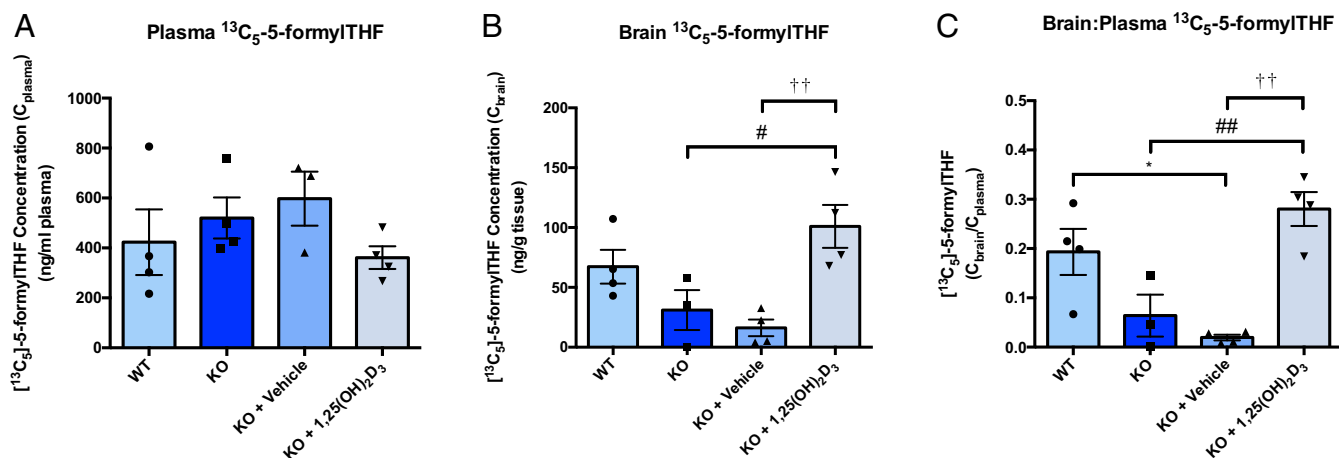 A
Plasma ¹³C₅-5-formylTHF
[¹³C₅]-5-formylTHF Concentration (C_plasma)
(ng/ml plasma)
1000
800
600
400
200
0
WT
KO
KO + Vehicle
KO + 1,25(OH)₂D₃
B
Brain ¹³C₅-5-formylTHF
[¹³C₅]-5-formylTHF Concentration (C_brain)
(ng/g tissue)
200
150
100
50
0
††
#
WT
KO
KO + Vehicle
KO + 1,25(OH)₂D₃
C
Brain:Plasma ¹³C₅-5-formylTHF
[¹³C₅]-5-formylTHF
(C_brain/C_plasma)
0.5
0.4
0.3
0.2
0.1
0.0
††
##
*
WT
KO
KO + Vehicle
KO + 1,25(OH)₂D₃